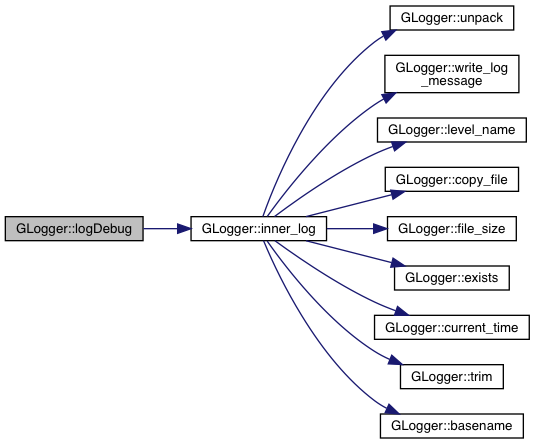 GLogger::logDebug
GLogger::inner_log
GLogger::unpack
GLogger::write_log
_message
GLogger::level_name
GLogger::copy_file
GLogger::file_size
GLogger::exists
GLogger::current_time
GLogger::trim
GLogger::basename